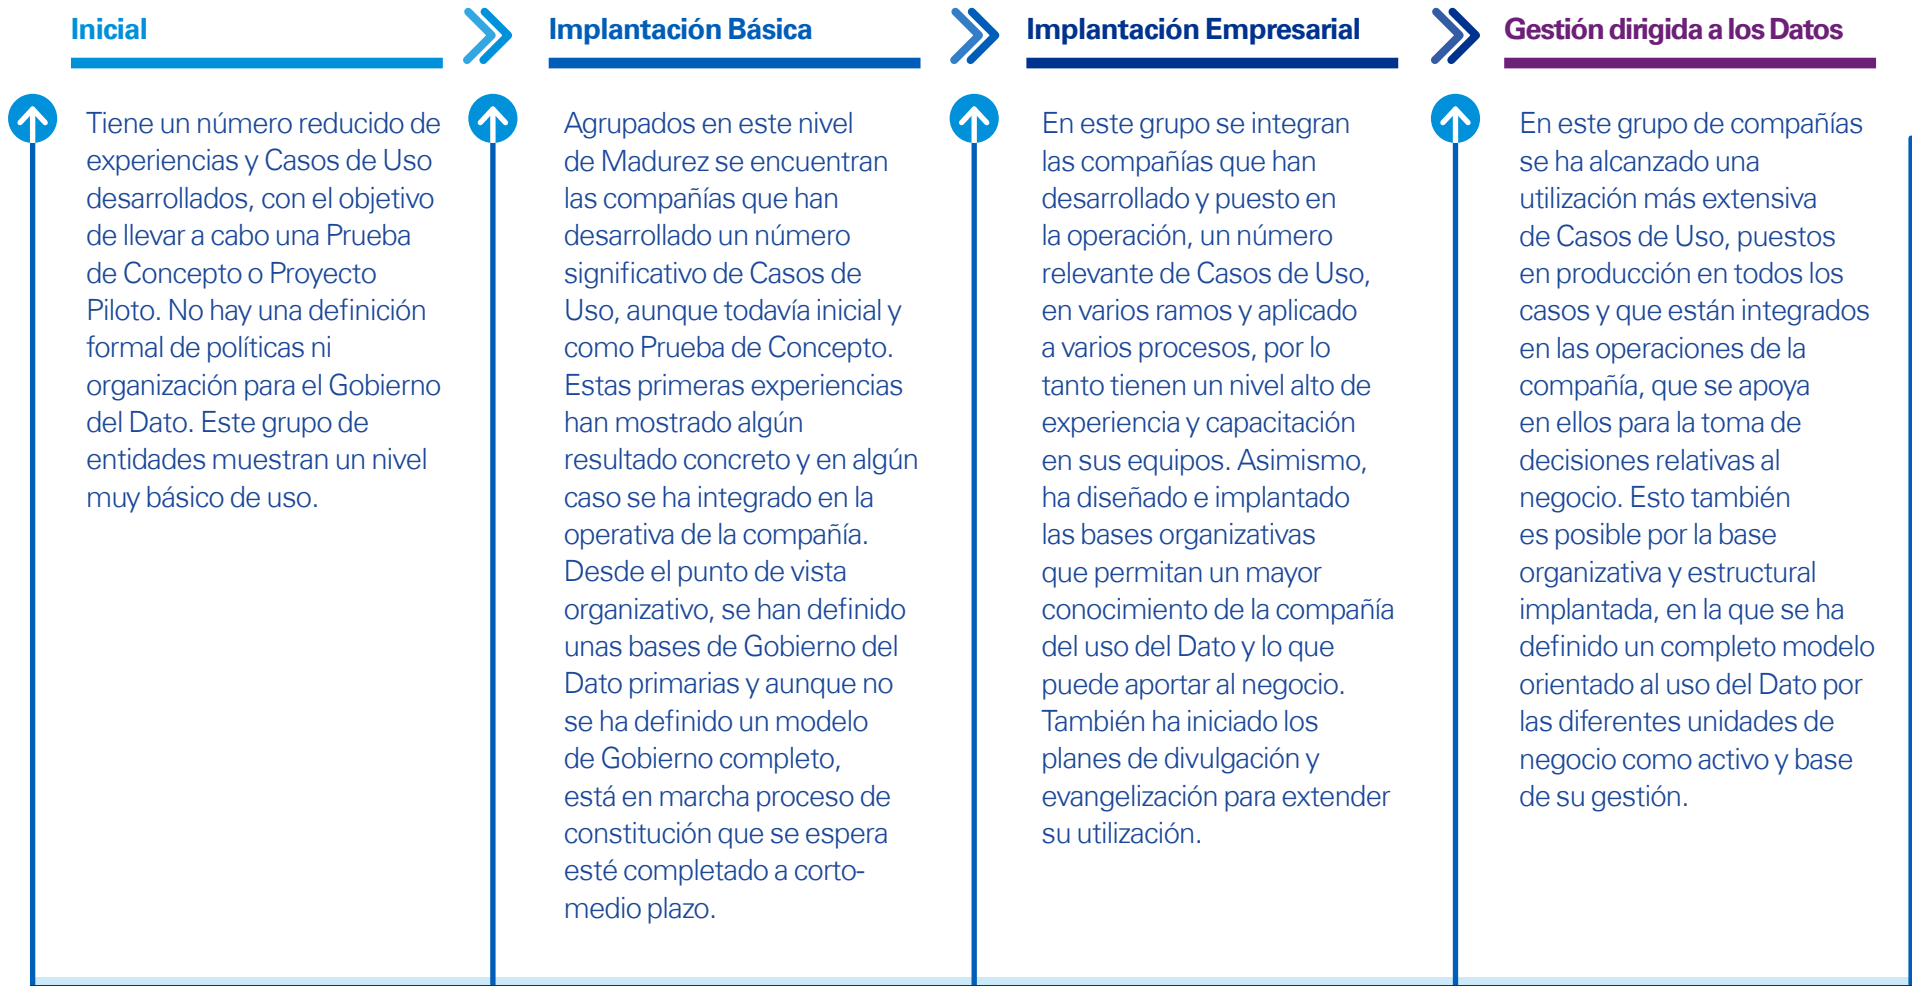 Inicial
Tiene un número reducido de
experiencias y Casos de Uso
desarrollados, con el objetivo
de llevar a cabo una Prueba
de Concepto o Proyecto
Piloto. No hay una definición
formal de políticas ni
organización para el Gobierno
del Dato. Este grupo de
entidades muestran un nivel
muy básico de uso.
Implantación Básica
Agrupados en este nivel
de Madurez se encuentran
las compañías que han
desarrollado un número
significativo de Casos de
Uso, aunque todavía inicial y
como Prueba de Concepto.
Estas primeras experiencias
han mostrado algún
resultado concreto y en algún
caso se ha integrado en la
operativa de la compañía.
Desde el punto de vista
organizativo, se han definido
unas bases de Gobierno del
Dato primarias y aunque no
se ha definido un modelo
de Gobierno completo,
está en marcha proceso de
constitución que se espera
esté completado a corto-
medio plazo.
Implantación Empresarial
En este grupo se integran
las compañías que han
desarrollado y puesto en
la operación, un número
relevante de Casos de Uso,
en varios ramos y aplicado
a varios procesos, por lo
tanto tienen un nivel alto de
experiencia y capacitación
en sus equipos. Asimismo,
ha diseñado e implantado
las bases organizativas
que permitan un mayor
conocimiento de la compañía
del uso del Dato y lo que
puede aportar al negocio.
También ha iniciado los
planes de divulgación y
evangelización para extender
su utilización.
Gestión dirigida a los Datos
En este grupo de compañías
se ha alcanzado una
utilización más extensiva
de Casos de Uso, puestos
en producción en todos los
casos y que están integrados
en las operaciones de la
compañía, que se apoya
en ellos para la toma de
decisiones relativas al
negocio. Esto también
es posible por la base
organizativa y estructural
implantada, en la que se ha
definido un completo modelo
orientado al uso del Dato por
las diferentes unidades de
negocio como activo y base
de su gestión.